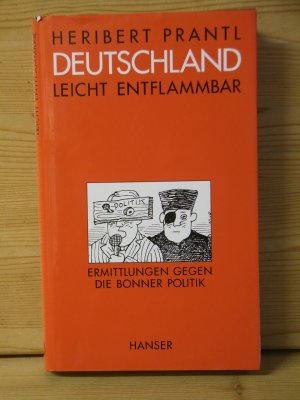 HERIBERT PRANTL
DEUTSCHLAND
LEICHT ENTFLAMMBAR
POLITIK
ERMITTLUNGEN GEGEN
DIE BONNER POLITIK
HANSER